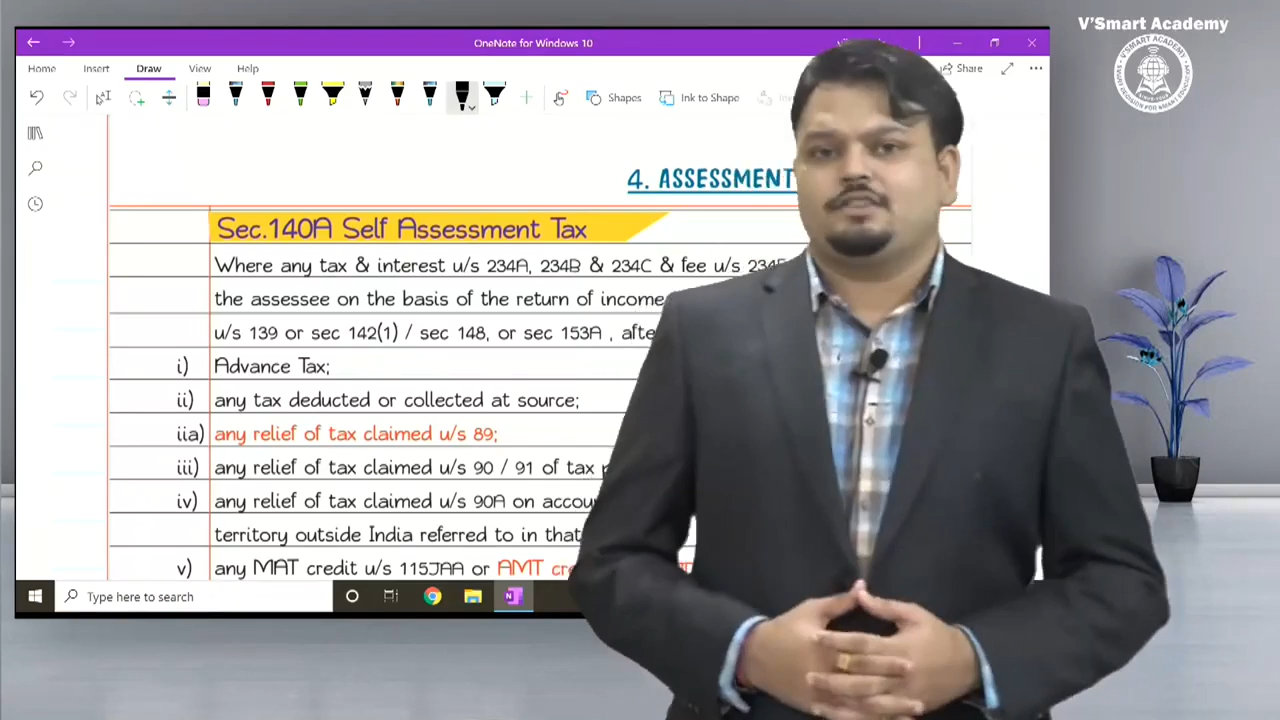 V'Smart Academy
OneNote for Windows 10
Home Insert Draw View Help
Share
Shapes Ink to Shape
4. ASSESSMENT
Sec.140A Self Assessment Tax
Where any tax & interest u/s 234A, 234B & 234C & fee u/s 234F
the assessee on the basis of the return of income
u/s 139 or sec 142(1) / sec 148, or sec 153A , afte
i) Advance Tax;
ii) any tax deducted or collected at source;
iia) any relief of tax claimed u/s 89;
iii) any relief of tax claimed u/s 90 / 91 of tax
iv) any relief of tax claimed u/s 90A on accou
territory outside India referred to in that
v) any MAT credit u/s 115JAA or AMT cre
Type here to search